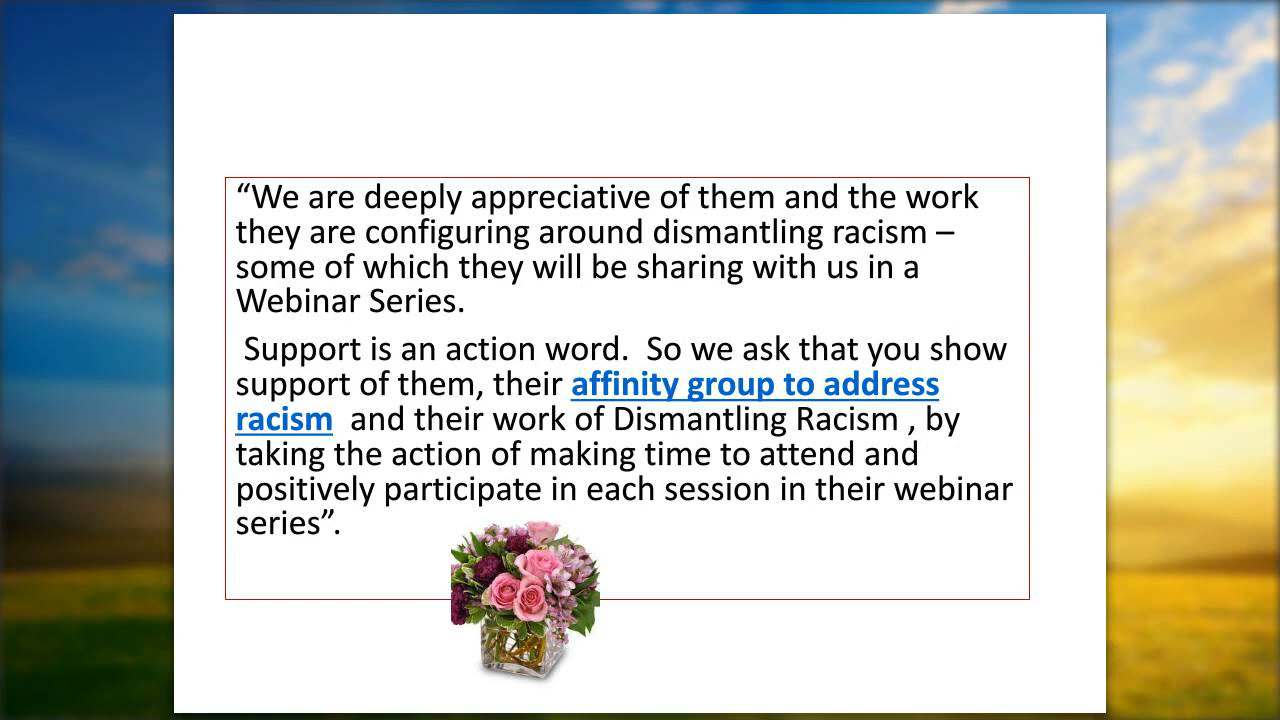 “We are deeply appreciative of them and the work
they are configuring around dismantling racism –
some of which they will be sharing with us in a
Webinar Series.
Support is an action word.  So we ask that you show
support of them, their affinity group to address
racism  and their work of Dismantling Racism , by
taking the action of making time to attend and
positively participate in each session in their webinar
series”.